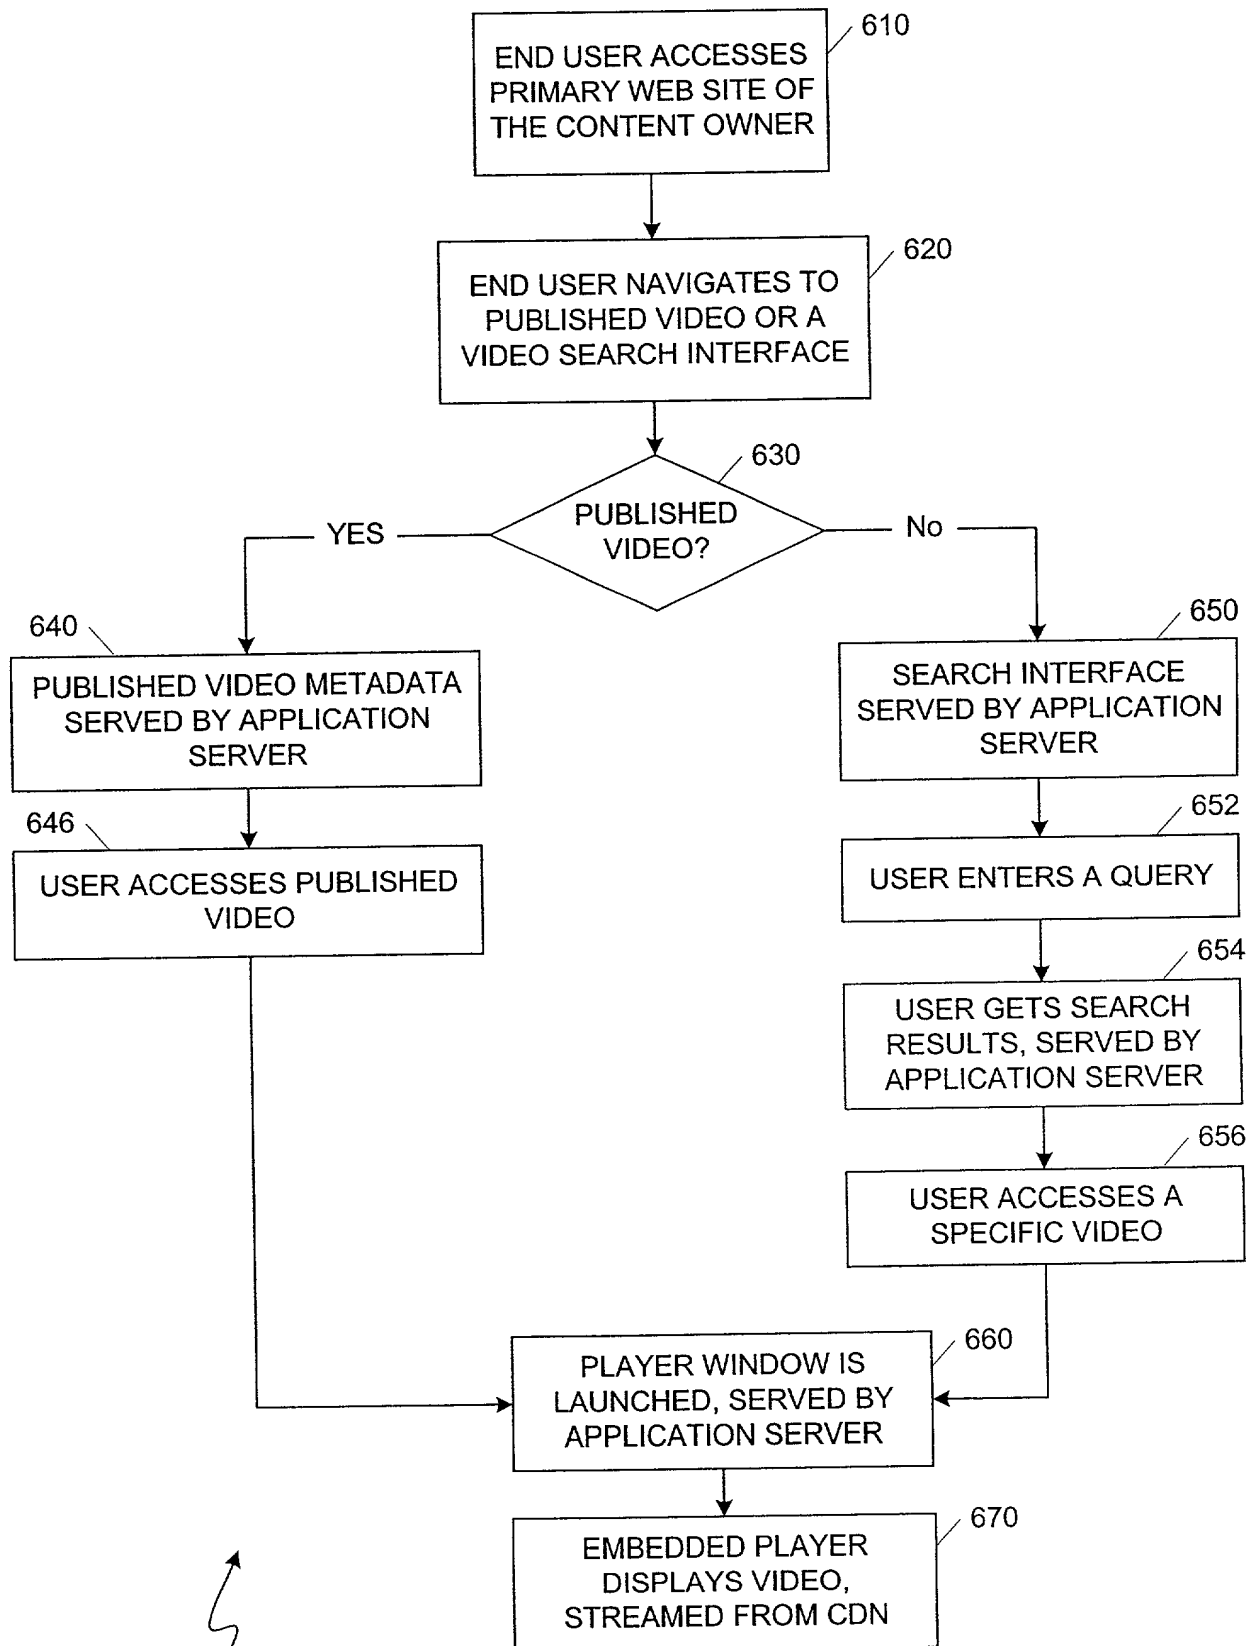 610
END USER ACCESSES
PRIMARY WEB SITE OF
THE CONTENT OWNER
620
END USER NAVIGATES TO
PUBLISHED VIDEO OR A
VIDEO SEARCH INTERFACE
630
PUBLISHED
VIDEO?
YES
No
640
PUBLISHED VIDEO METADATA
SERVED BY APPLICATION
SERVER
646
USER ACCESSES PUBLISHED
VIDEO
650
SEARCH INTERFACE
SERVED BY APPLICATION
SERVER
652
USER ENTERS A QUERY
654
USER GETS SEARCH
RESULTS, SERVED BY
APPLICATION SERVER
656
USER ACCESSES A
SPECIFIC VIDEO
660
PLAYER WINDOW IS
LAUNCHED, SERVED BY
APPLICATION SERVER
670
EMBEDDED PLAYER
DISPLAYS VIDEO,
STREAMED FROM CDN